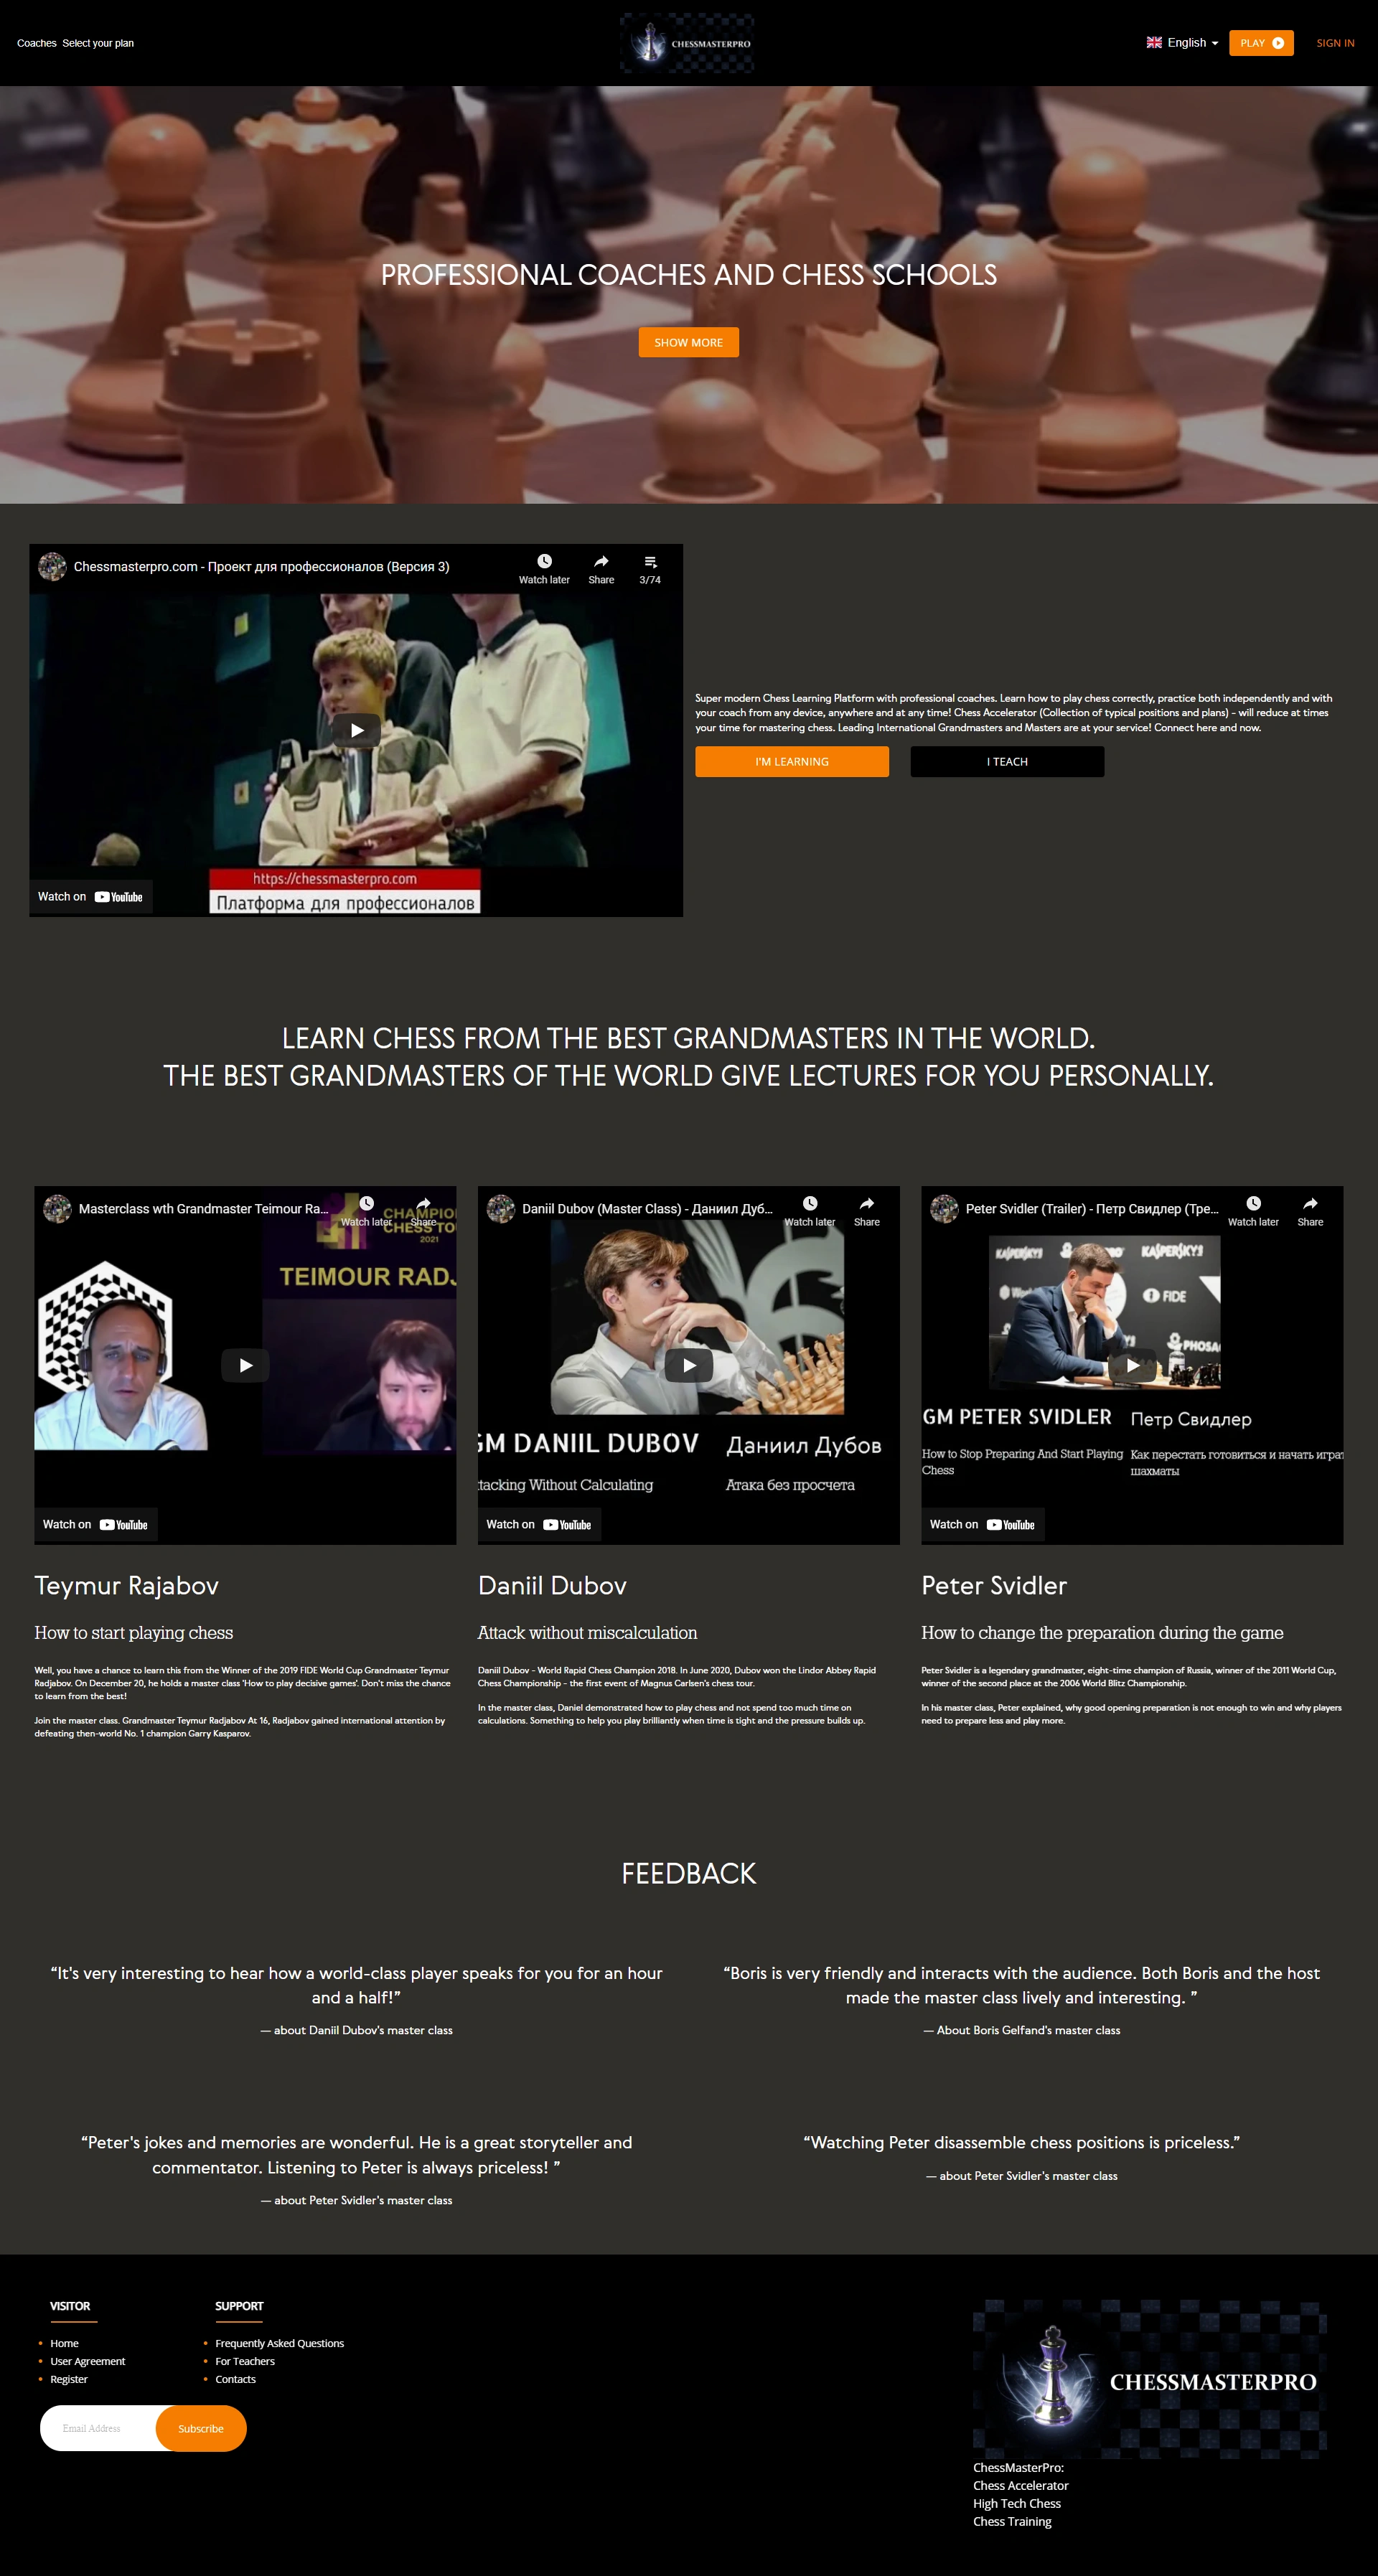 Coaches Select your plan
CHESSMASTERPRO
English
PLAY
SIGN IN
PROFESSIONAL COACHES AND CHESS SCHOOLS
SHOW MORE
Chessmasterpro.com - Проект для профессионалов (Версия 3)
Watch later
Share
3/74
https://chessmasterpro.com
Платформа для профессионалов
Watch on YouTube
Super modern Chess Learning Platform with professional coaches. Learn how to play chess correctly, practice both independently and with
your coach from any device, anywhere and at any time! Chess Accelerator (Collection of typical positions and plans) - will reduce at times
your time for mastering chess. Leading International Grandmasters and Masters are at your service! Connect here and now.
I'M LEARNING
I TEACH
LEARN CHESS FROM THE BEST GRANDMASTERS IN THE WORLD.
THE BEST GRANDMASTERS OF THE WORLD GIVE LECTURES FOR YOU PERSONALLY.
Masterclass wth Grandmaster Teimour Ra...
Watch later
Share
CHAMPIO
CHESS TO
2021
TEIMOUR RADJ
Watch on YouTube
Daniil Dubov (Master Class) - Даниил Дуб...
Watch later
Share
GM DANIIL DUBOV
Даниил Дубов
ttacking Without Calculating
Атака без просчета
Watch on YouTube
Peter Svidler (Trailer) - Петр Свидлер (Тре...
Watch later
Share
KASPERSKY
KASPERSKY
FIDE
PHOSA
GM PETER SVIDLER
Петр Свидлер
How to Stop Preparing And Start Playing
Chess
Как перестать готовиться и начать играт
шахматы
Watch on YouTube
Teymur Rajabov
How to start playing chess
Well, you have a chance to learn this from the Winner of the 2019 FIDE World Cup Grandmaster Teymur
Radjabov. On December 20, he holds a master class 'How to play decisive games'. Don't miss the chance
to learn from the best!
Join the master class. Grandmaster Teymur Radjabov At 16, Radjabov gained international attention by
defeating then-world No. 1 champion Garry Kasparov.
Daniil Dubov
Attack without miscalculation
Daniil Dubov - World Rapid Chess Champion 2018. In June 2020, Dubov won the Lindor Abbey Rapid
Chess Championship - the first event of Magnus Carlsen's chess tour.
In the master class, Daniel demonstrated how to play chess and not spend too much time on
calculations. Something to help you play brilliantly when time is tight and the pressure builds up.
Peter Svidler
How to change the preparation during the game
Peter Svidler is a legendary grandmaster, eight-time champion of Russia, winner of the 2011 World Cup,
winner of the second place at the 2006 World Blitz Championship.
In his master class, Peter explained, why good opening preparation is not enough to win and why players
need to prepare less and play more.
FEEDBACK
“It's very interesting to hear how a world-class player speaks for you for an hour
and a half!”
— about Daniil Dubov's master class
“Boris is very friendly and interacts with the audience. Both Boris and the host
made the master class lively and interesting. ”
— About Boris Gelfand's master class
“Peter's jokes and memories are wonderful. He is a great storyteller and
commentator. Listening to Peter is always priceless! ”
— about Peter Svidler's master class
“Watching Peter disassemble chess positions is priceless.”
— about Peter Svidler's master class
VISITOR
Home
User Agreement
Register
SUPPORT
Frequently Asked Questions
For Teachers
Contacts
Email Address
Subscribe
CHESSMASTERPRO
ChessMasterPro:
Chess Accelerator
High Tech Chess
Chess Training